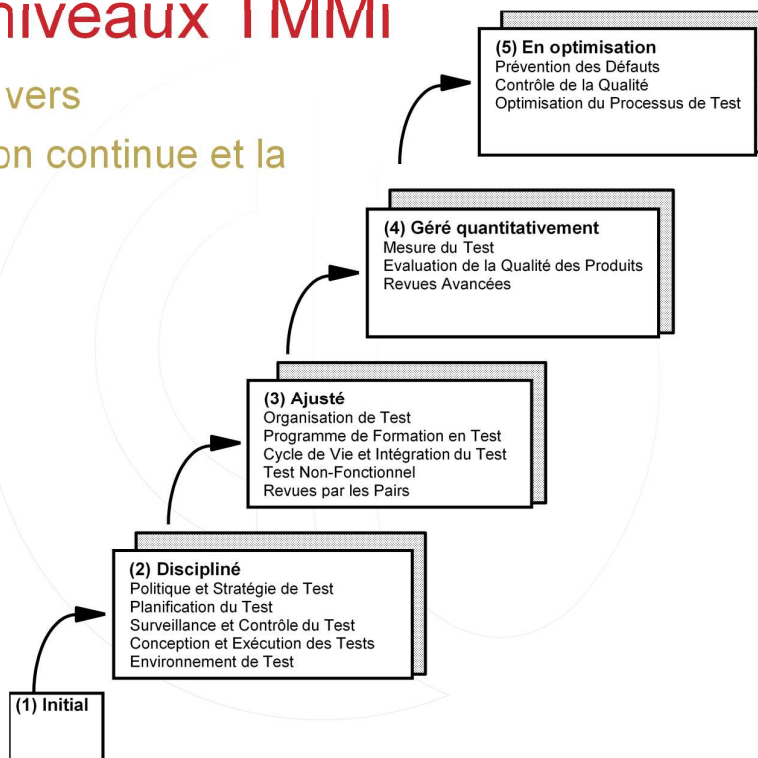 niveaux TMMi
vers
on continue et la
(5) En optimisation
Prévention des Défauts
Contrôle de la Qualité
Optimisation du Processus de Test
(4) Géré quantitativement
Mesure du Test
Evaluation de la Qualité des Produits
Revues Avancées
(3) Ajusté
Organisation de Test
Programme de Formation en Test
Cycle de Vie et Intégration du Test
Test Non-Fonctionnel
Revues par les Pairs
(2) Discipliné
Politique et Stratégie de Test
Planification du Test
Surveillance et Contrôle du Test
Conception et Exécution des Tests
Environnement de Test
(1) Initial